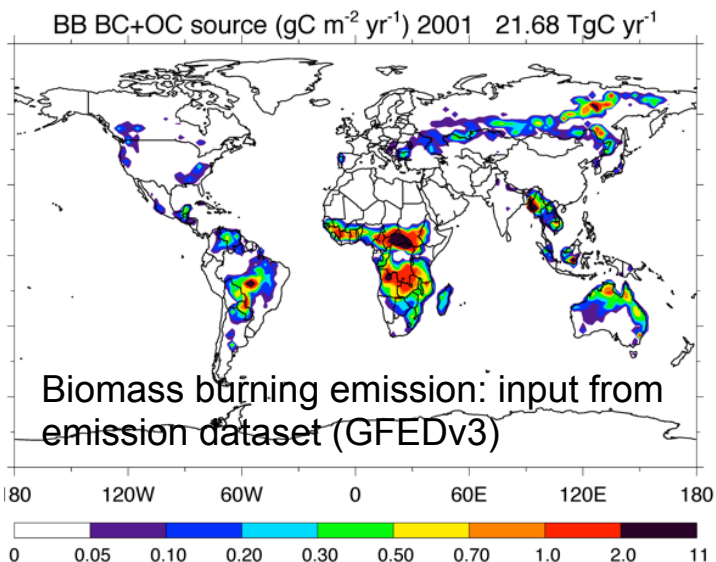 BB BC+OC source (gC m⁻² yr⁻¹) 2001 21.68 TgC yr⁻¹
Biomass burning emission: input from
emission dataset (GFEDv3)
180 120W 60W 0 60E 120E 180
0 0.05 0.10 0.20 0.30 0.50 0.70 1.0 2.0 11